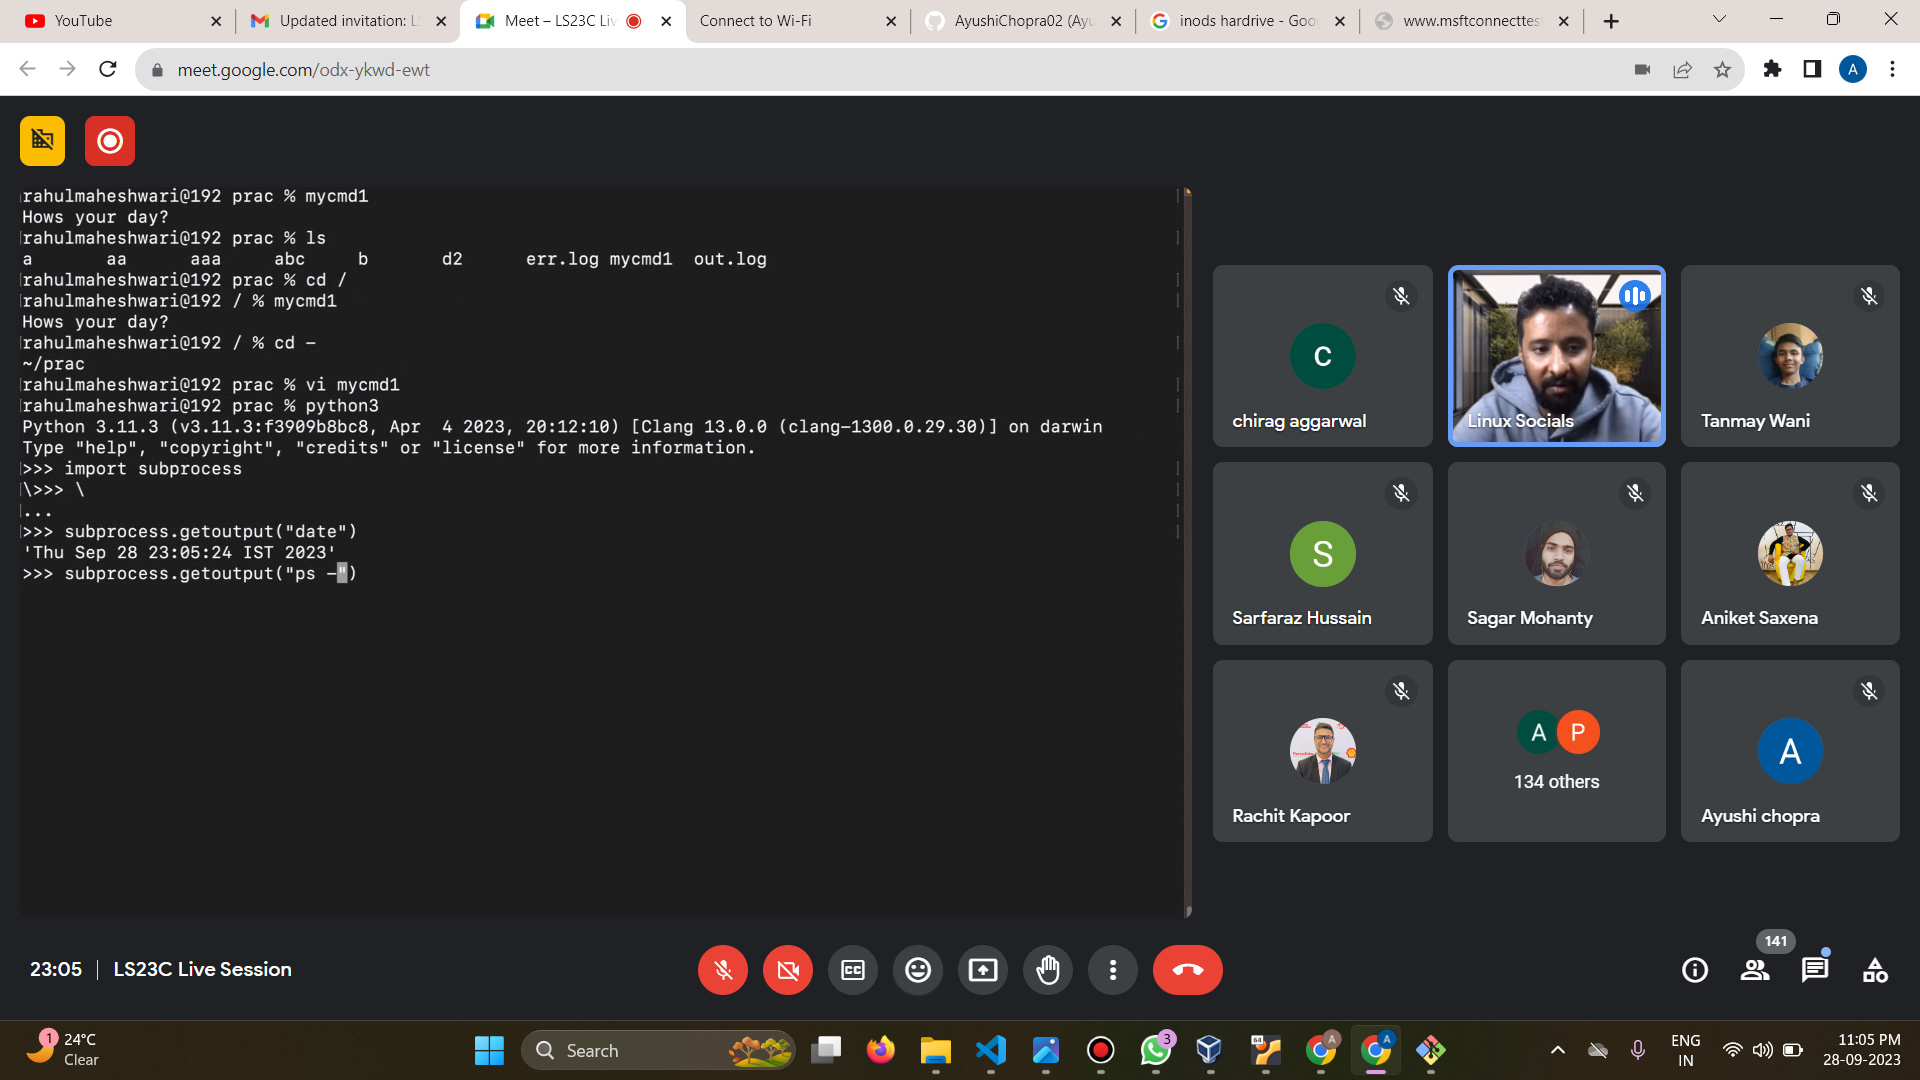 YouTube
Updated invitation: LS
Meet – LS23C Liv
Connect to Wi-Fi
AyushiChopra02 (Ayu
inods hardrive - Goo
www.msftconnecttes
meet.google.com/odx-ykwd-ewt
A
rahulmaheshwari@192 prac % mycmd1
Hows your day?
rahulmaheshwari@192 prac % ls
a aa aaa abc b d2 err.log mycmd1 out.log
rahulmaheshwari@192 prac % cd /
rahulmaheshwari@192 / % mycmd1
Hows your day?
rahulmaheshwari@192 / % cd -
~/prac
rahulmaheshwari@192 prac % vi mycmd1
rahulmaheshwari@192 prac % python3
Python 3.11.3 (v3.11.3:f3909b8bc8, Apr  4 2023, 20:12:10) [Clang 13.0.0 (clang-1300.0.29.30)] on darwin
Type "help", "copyright", "credits" or "license" for more information.
>>> import subprocess
\>>> \
...
>>> subprocess.getoutput("date")
'Thu Sep 28 23:05:24 IST 2023'
>>> subprocess.getoutput("ps -")
C
chirag aggarwal
Linux Socials
Tanmay Wani
S
Sarfaraz Hussain
Sagar Mohanty
Aniket Saxena
Rachit Kapoor
A P
134 others
A
Ayushi chopra
23:05 | LS23C Live Session
CC
141
1
24°C
Clear
Search
3
64
A
A
ENG
IN
11:05 PM
28-09-2023